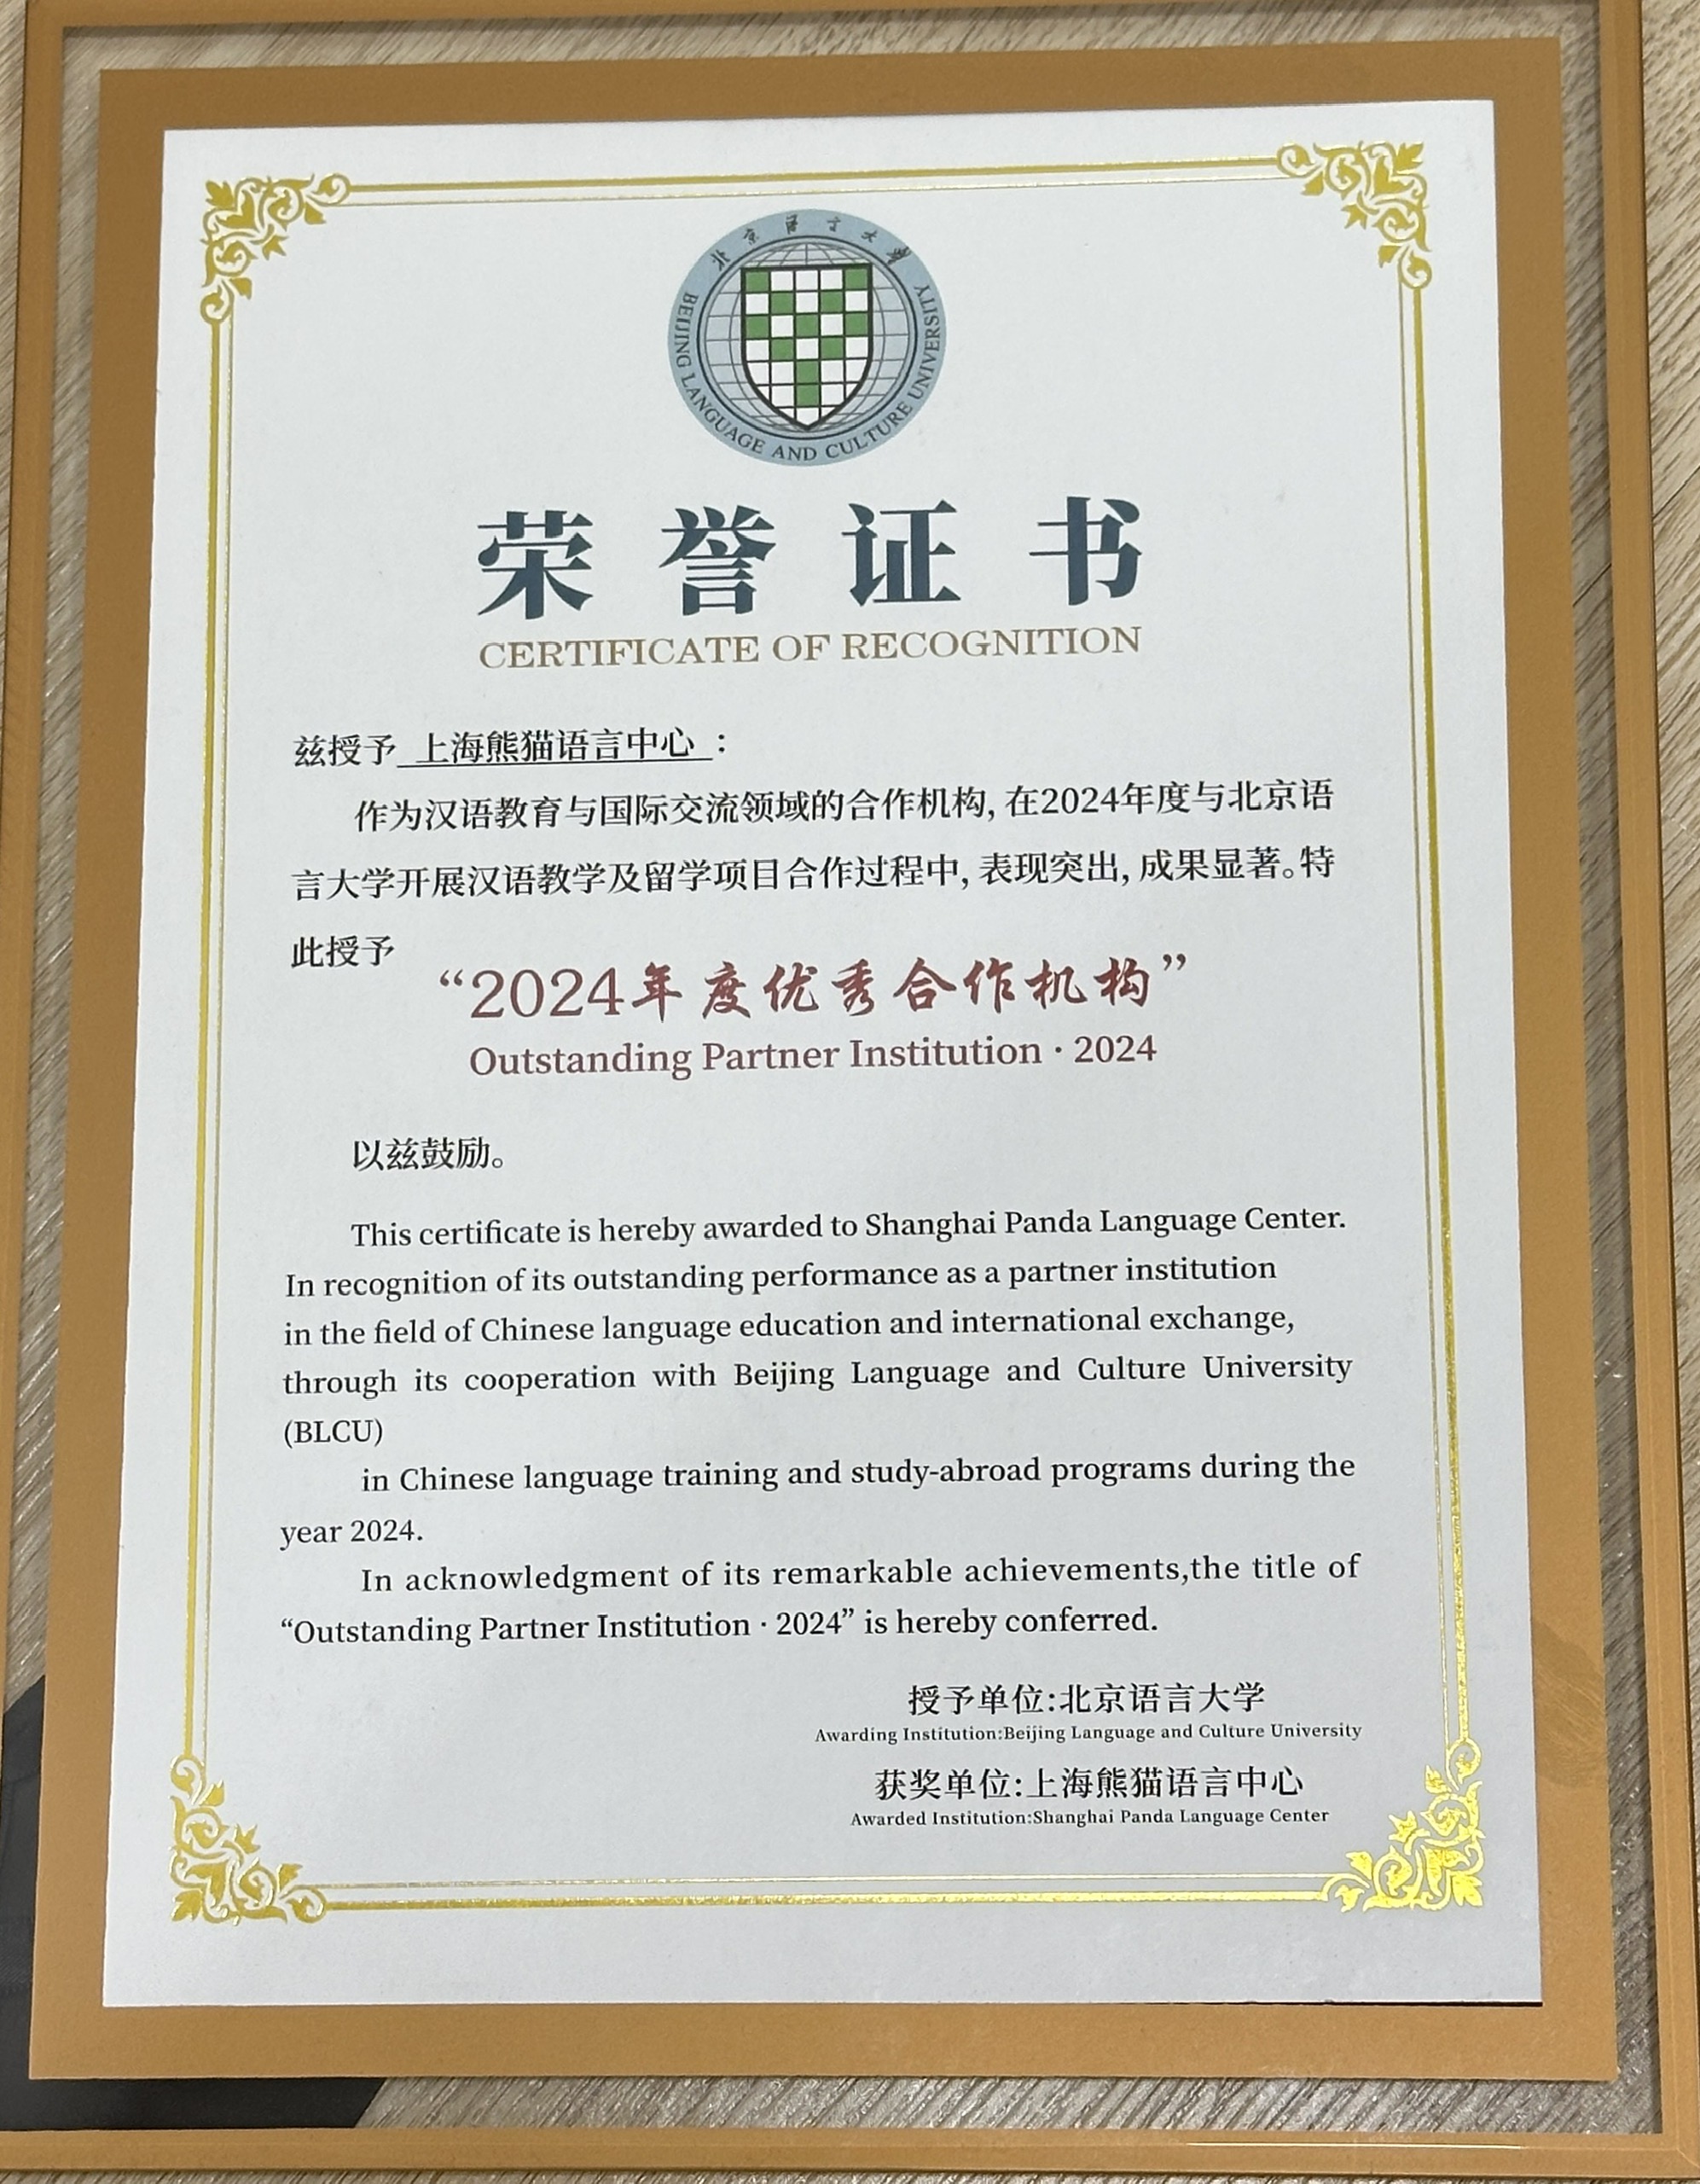 北京语言大学
BEIJING LANGUAGE AND CULTURE UNIVERSITY
荣誉证书
CERTIFICATE OF RECOGNITION
兹授予 上海熊猫语言中心 ：
作为汉语教育与国际交流领域的合作机构, 在2024年度与北京语
言大学开展汉语教学及留学项目合作过程中, 表现突出, 成果显著。特
此授予
“2024年度优秀合作机构”
Outstanding Partner Institution · 2024
以兹鼓励。
This certificate is hereby awarded to Shanghai Panda Language Center.
In recognition of its outstanding performance as a partner institution
in the field of Chinese language education and international exchange,
through its cooperation with Beijing Language and Culture University
(BLCU)
in Chinese language training and study-abroad programs during the
year 2024.
In acknowledgment of its remarkable achievements,the title of
“Outstanding Partner Institution · 2024” is hereby conferred.
授予单位:北京语言大学
Awarding Institution:Beijing Language and Culture University
获奖单位:上海熊猫语言中心
Awarded Institution:Shanghai Panda Language Center